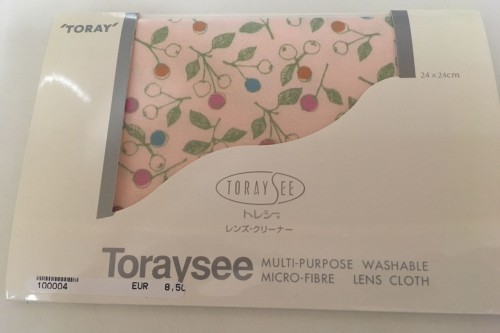 "TORAY"
24×24cm
TORAYSEE
トレシー
レンズ・クリーナー
Toraysee MULTI-PURPOSE WASHABLE
MICRO-FIBRE LENS CLOTH
100004 EUR 8,50